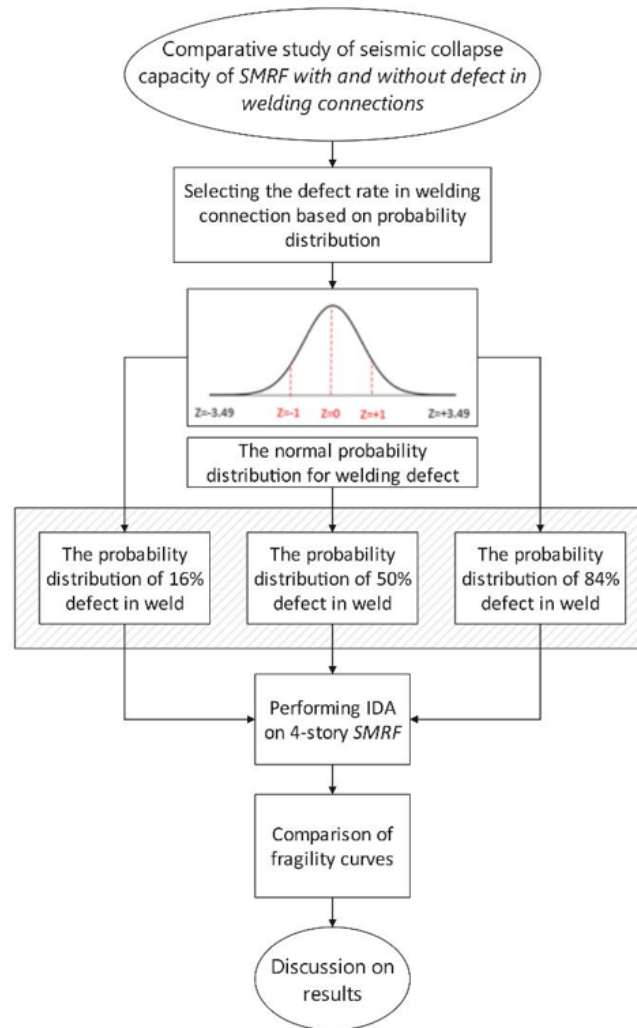 Comparative study of seismic collapse
capacity of SMRF with and without defect in
welding connections
Selecting the defect rate in welding
connection based on probability
distribution
Z=-3.49 Z=-1 Z=0 Z=+1 Z=+3.49
The normal probability
distribution for welding defect
The probability
distribution of 16%
defect in weld
The probability
distribution of 50%
defect in weld
The probability
distribution of 84%
defect in weld
Performing IDA
on 4-story SMRF
Comparison of
fragility curves
Discussion on
results